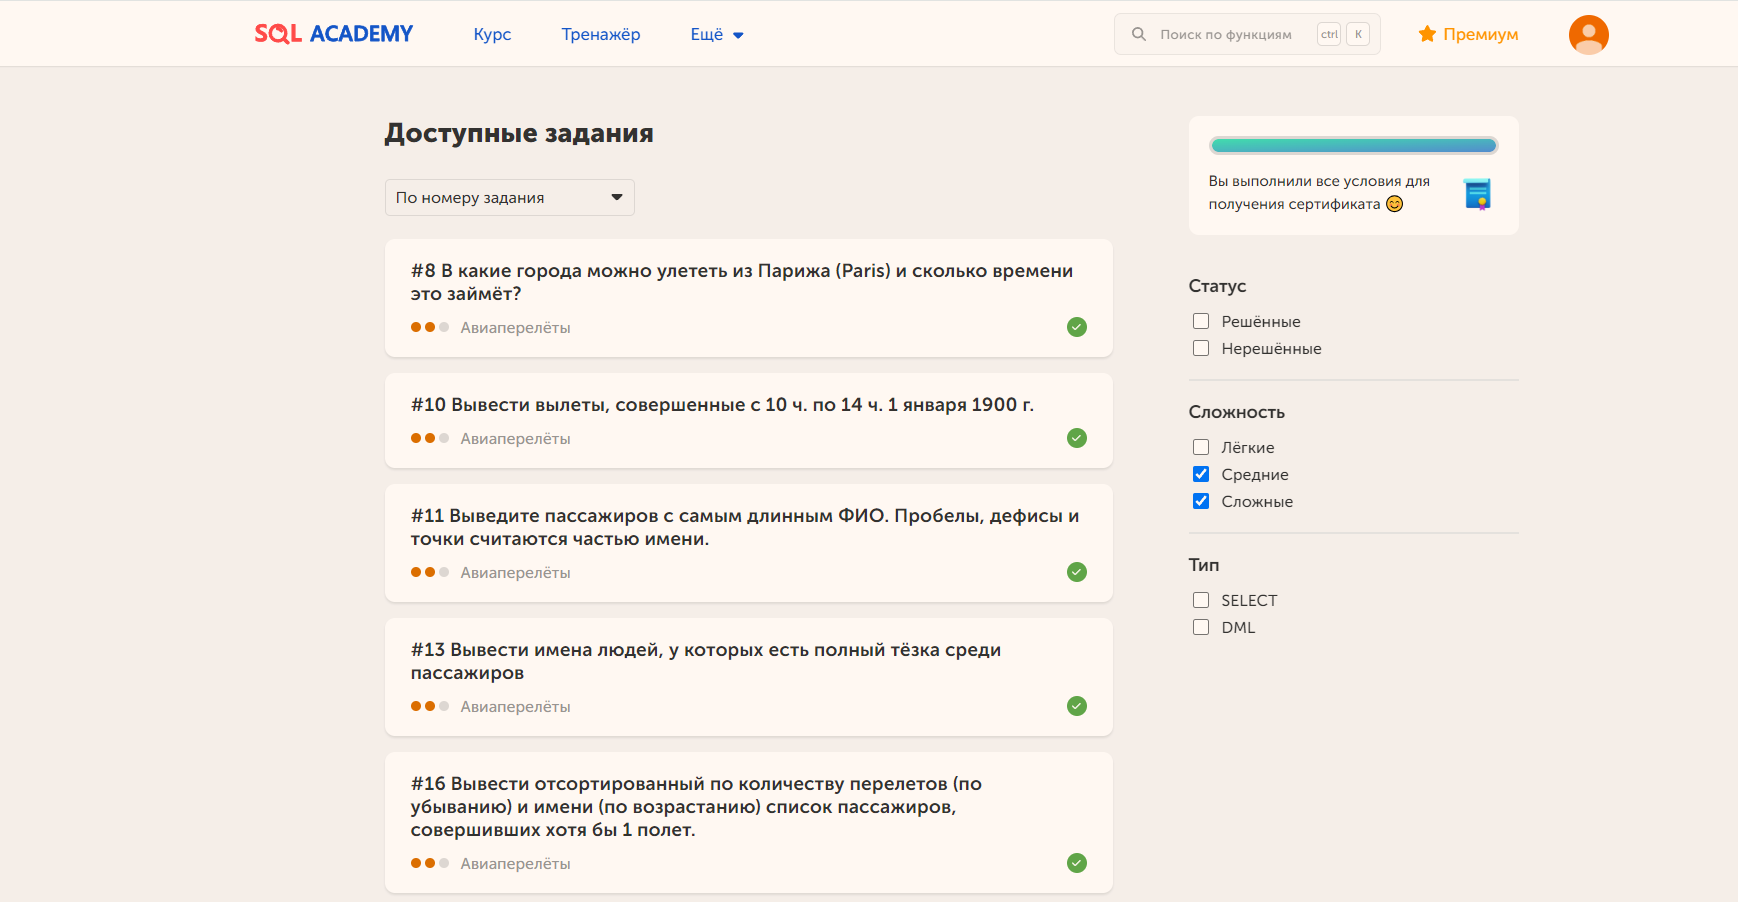 SQL ACADEMY
Курс
Тренажёр
Ещё
Поиск по функциям
ctrl
K
Премиум
Доступные задания
По номеру задания
#8 В какие города можно улететь из Парижа (Paris) и сколько времени
это займёт?
Авиаперелёты
#10 Вывести вылеты, совершенные с 10 ч. по 14 ч. 1 января 1900 г.
Авиаперелёты
#11 Выведите пассажиров с самым длинным ФИО. Пробелы, дефисы и
точки считаются частью имени.
Авиаперелёты
#13 Вывести имена людей, у которых есть полный тёзка среди
пассажиров
Авиаперелёты
#16 Вывести отсортированный по количеству перелетов (по
убыванию) и имени (по возрастанию) список пассажиров,
совершивших хотя бы 1 полет.
Авиаперелёты
Вы выполнили все условия для
получения сертификата 😊
Статус
Решённые
Нерешённые
Сложность
Лёгкие
Средние
Сложные
Тип
SELECT
DML